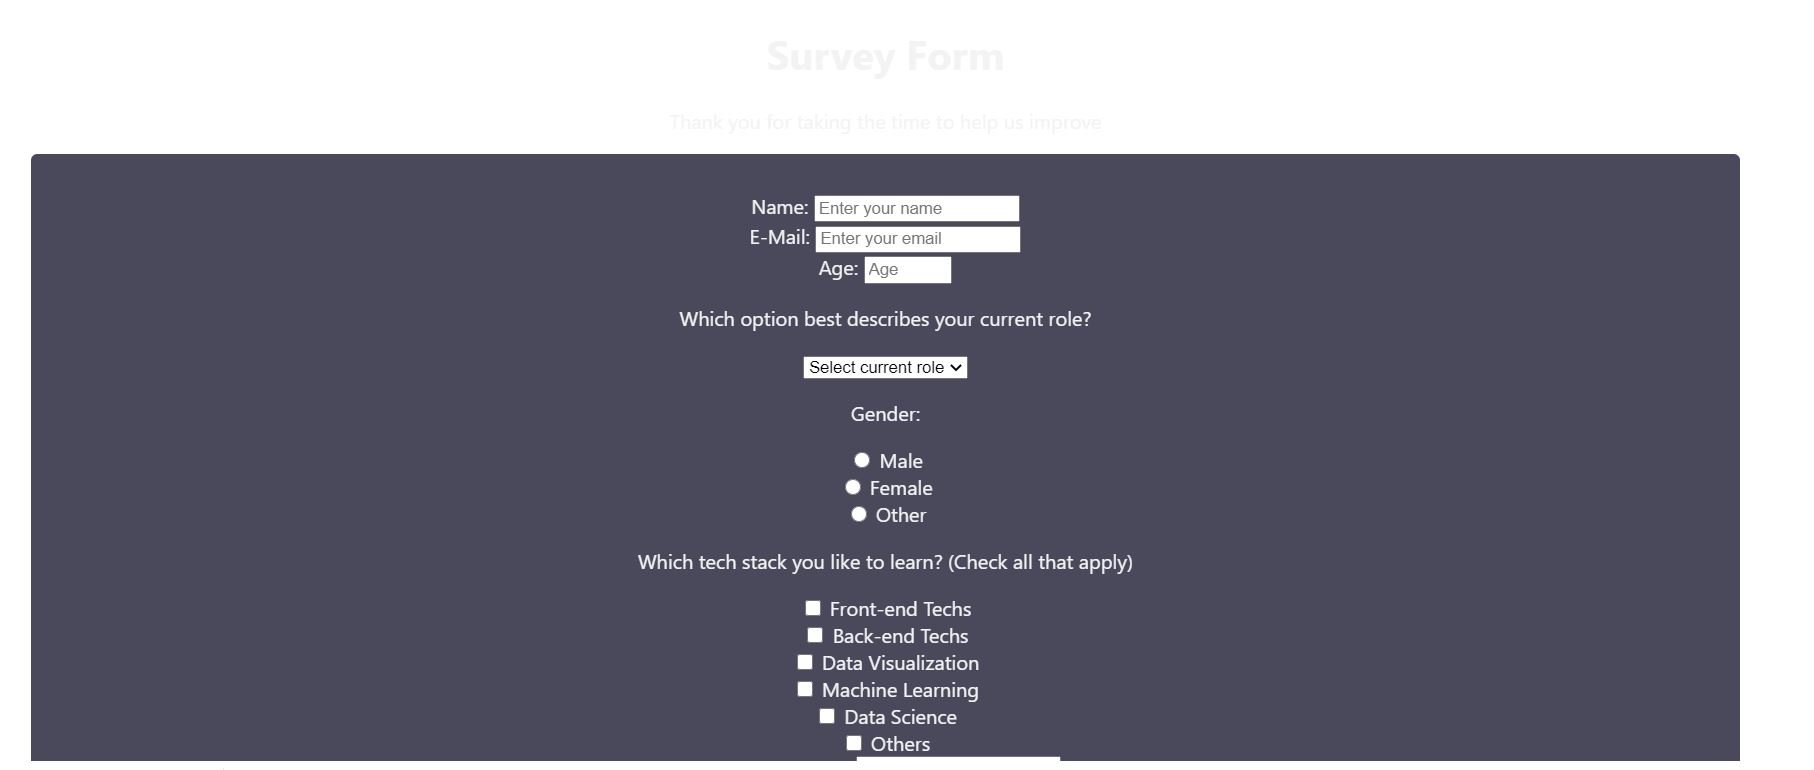 Survey Form
Thank you for taking the time to help us improve
Name: Enter your name
E-Mail: Enter your email
Age: Age
Which option best describes your current role?
Select current role
Gender:
Male
Female
Other
Which tech stack you like to learn? (Check all that apply)
Front-end Techs
Back-end Techs
Data Visualization
Machine Learning
Data Science
Others